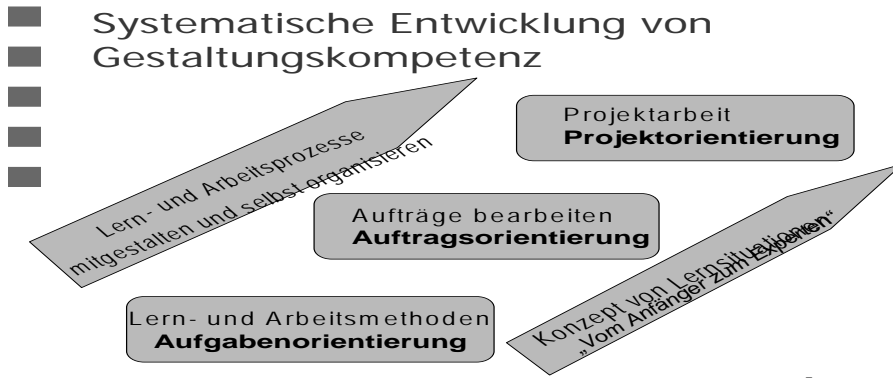 Systematische Entwicklung von
Gestaltungskompetenz
Lern- und Arbeitsprozesse
mitgestalten und selbst organisieren
Projektarbeit
Projektorientierung
Aufträge bearbeiten
Auftragsorientierung
Lern- und Arbeitsmethoden
Aufgabenorientierung
Konzept von Lernsituationen
„Vom Anfänger zum Experten“